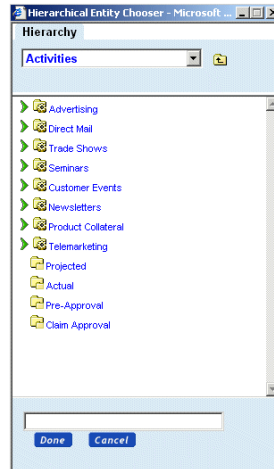 Hierarchical Entity Chooser - Microsoft ...
Hierarchy
Activities
Advertising
Direct Mail
Trade Shows
Seminars
Customer Events
Newsletters
Product Collateral
Telemarketing
Projected
Actual
Pre-Approval
Claim Approval
Done Cancel